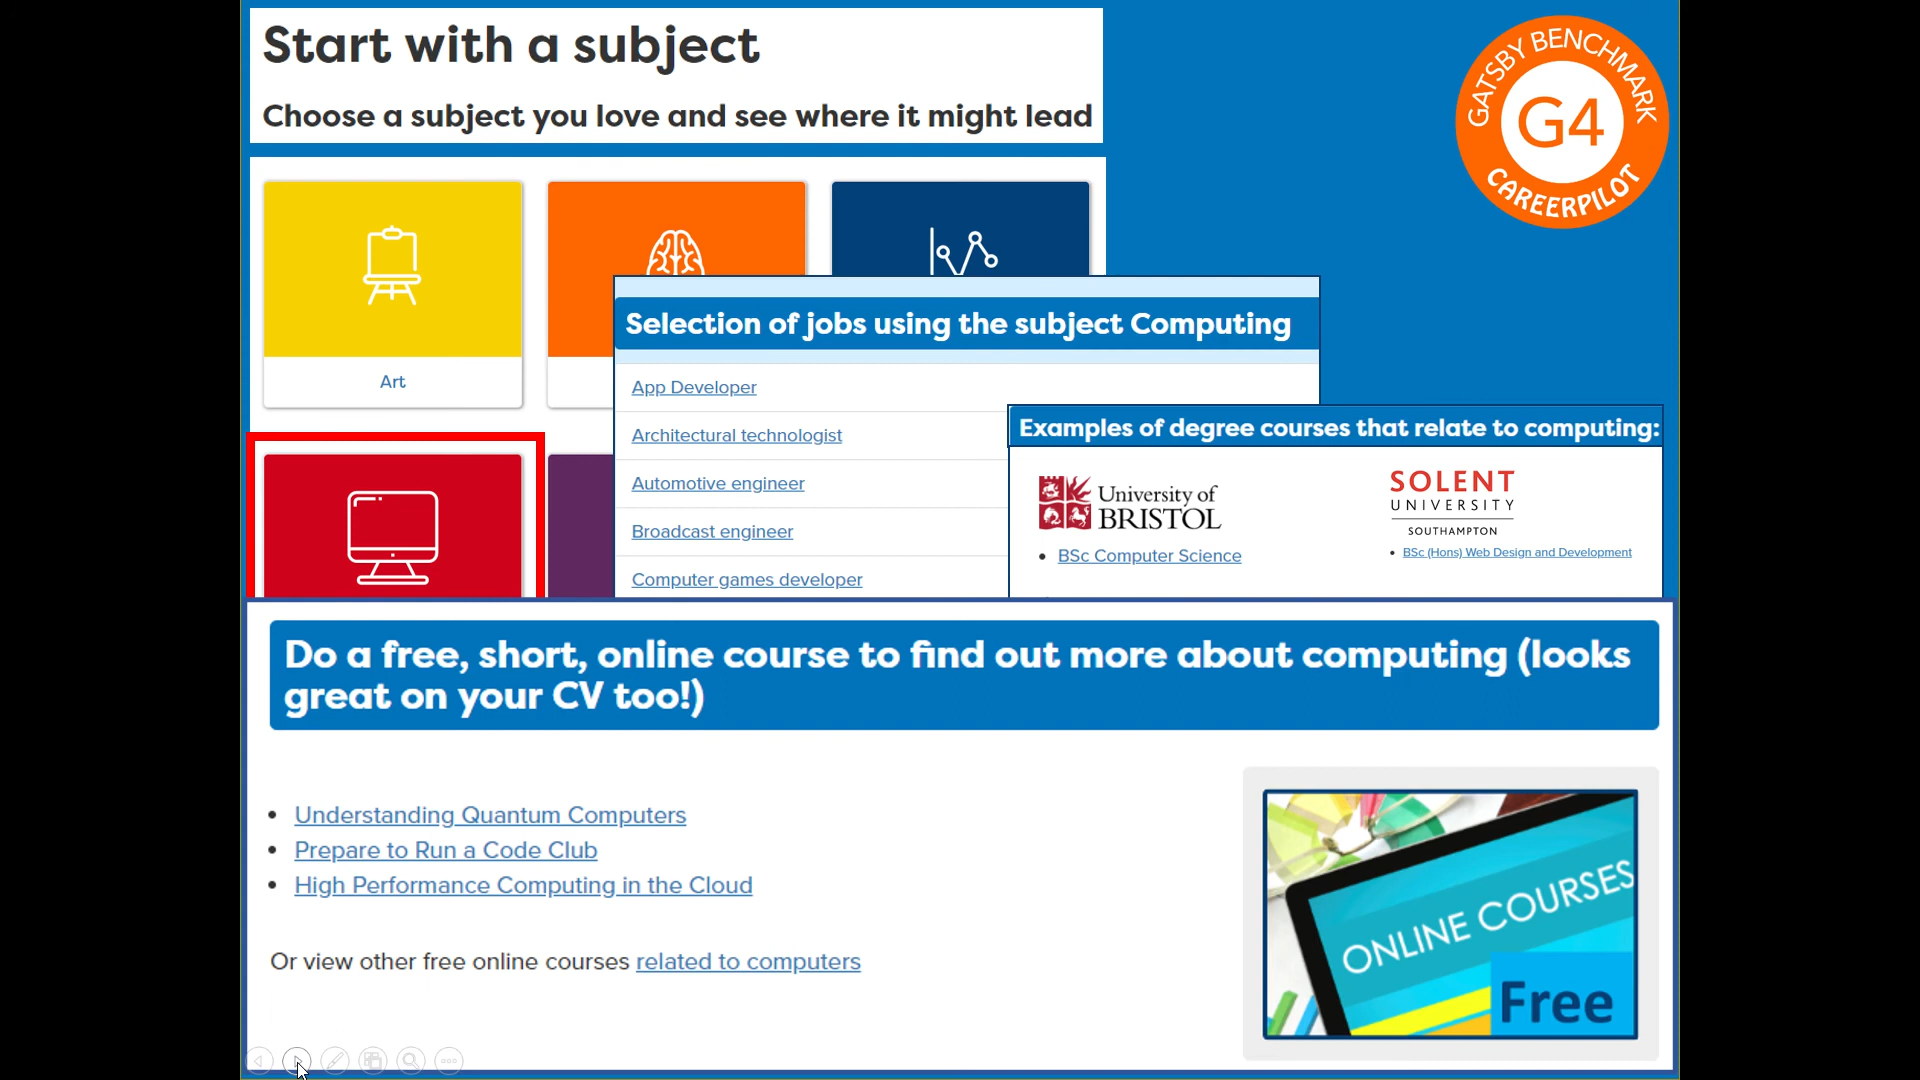 Start with a subject
Choose a subject you love and see where it might lead
GATSBY BENCHMARK
G4
CAREERPILOT
Art
Selection of jobs using the subject Computing
App Developer
Architectural technologist
Automotive engineer
Broadcast engineer
Computer games developer
Examples of degree courses that relate to computing:
University of
BRISTOL
• BSc Computer Science
SOLENT
UNIVERSITY
SOUTHAMPTON
• BSc (Hons) Web Design and Development
Do a free, short, online course to find out more about computing (looks
great on your CV too!)
• Understanding Quantum Computers
• Prepare to Run a Code Club
• High Performance Computing in the Cloud
Or view other free online courses related to computers
ONLINE COURSES
Free